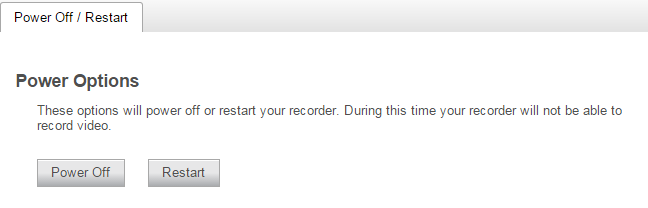 Power Off / Restart
Power Options
These options will power off or restart your recorder. During this time your recorder will not be able to
record video.
Power Off
Restart